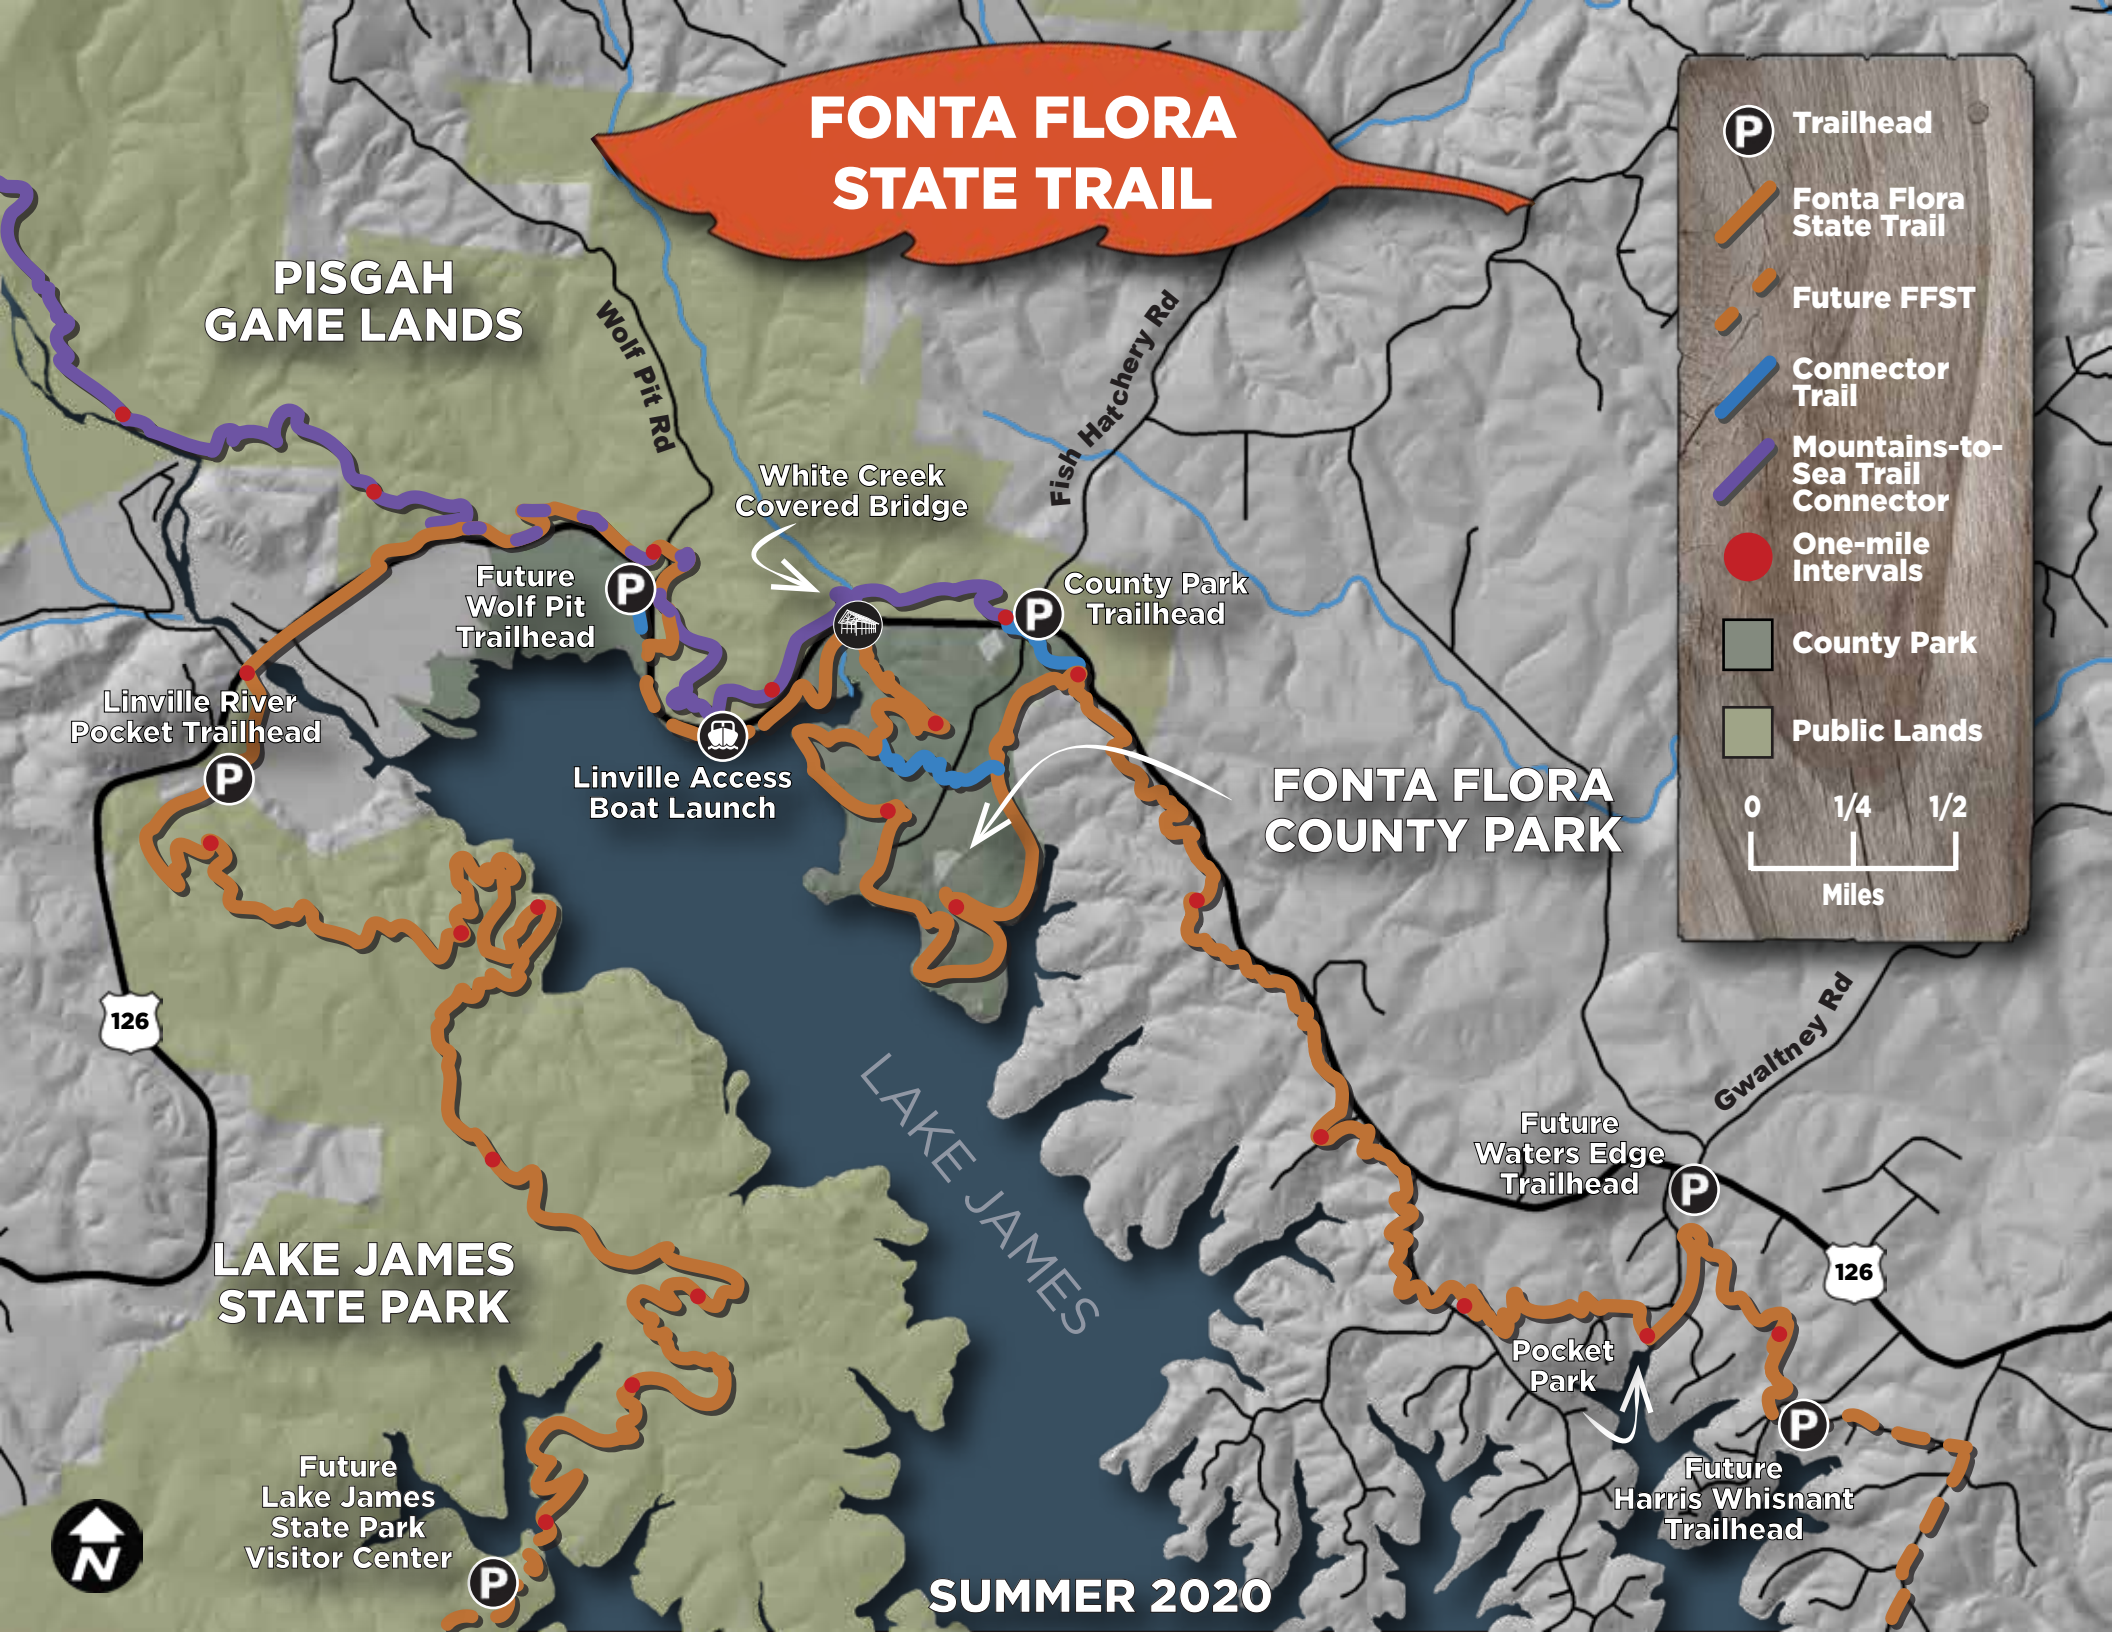 FONTA FLORA
STATE TRAIL
P
Trailhead
Fonta Flora
State Trail
Future FFST
Connector
Trail
Mountains-to-
Sea Trail
Connector
One-mile
Intervals
County Park
Public Lands
0 1/4 1/2
Miles
PISGAH
GAME LANDS
Wolf Pit Rd
Fish Hatchery Rd
White Creek
Covered Bridge
Future
Wolf Pit
Trailhead
P
County Park
Trailhead
P
Linville River
Pocket Trailhead
P
Linville Access
Boat Launch
FONTA FLORA
COUNTY PARK
126
LAKE JAMES
Gwaltney Rd
Future
Waters Edge
Trailhead
P
LAKE JAMES
STATE PARK
126
Pocket
Park
P
Future
Harris Whisnant
Trailhead
Future
Lake James
State Park
Visitor Center
P
N
SUMMER 2020